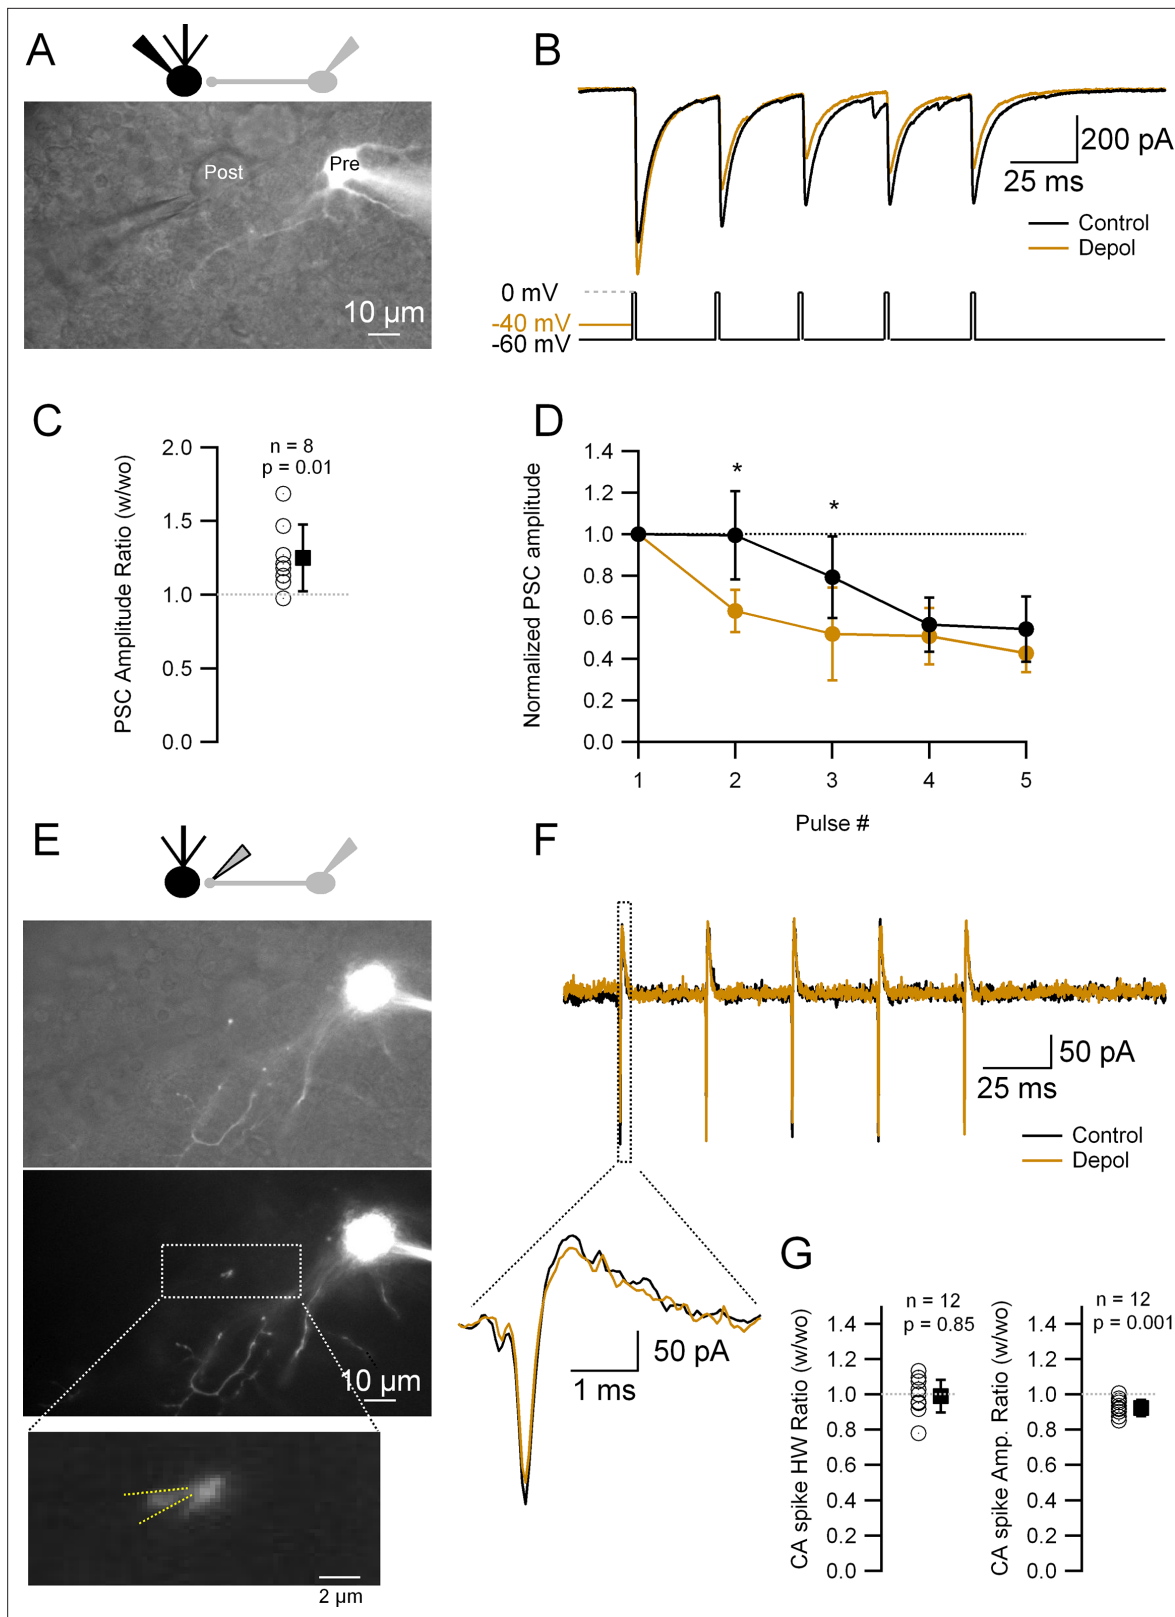 A
Post
Pre
10 µm
B
200 pA
25 ms
Control
Depol
0 mV
-40 mV
-60 mV
C
PSC Amplitude Ratio (w/wo)
n = 8
p = 0.01
2.0
1.5
1.0
0.5
0.0
D
Normalized PSC amplitude
1.4
1.2
1.0
0.8
0.6
0.4
0.2
0.0
*
*
1 2 3 4 5
Pulse #
E
10 µm
2 µm
F
50 pA
25 ms
Control
Depol
50 pA
1 ms
G
CA spike HW Ratio (w/wo)
n = 12
p = 0.85
1.4
1.2
1.0
0.8
0.6
0.4
0.2
0.0
CA spike Amp. Ratio (w/wo)
n = 12
p = 0.001
1.4
1.2
1.0
0.8
0.6
0.4
0.2
0.0